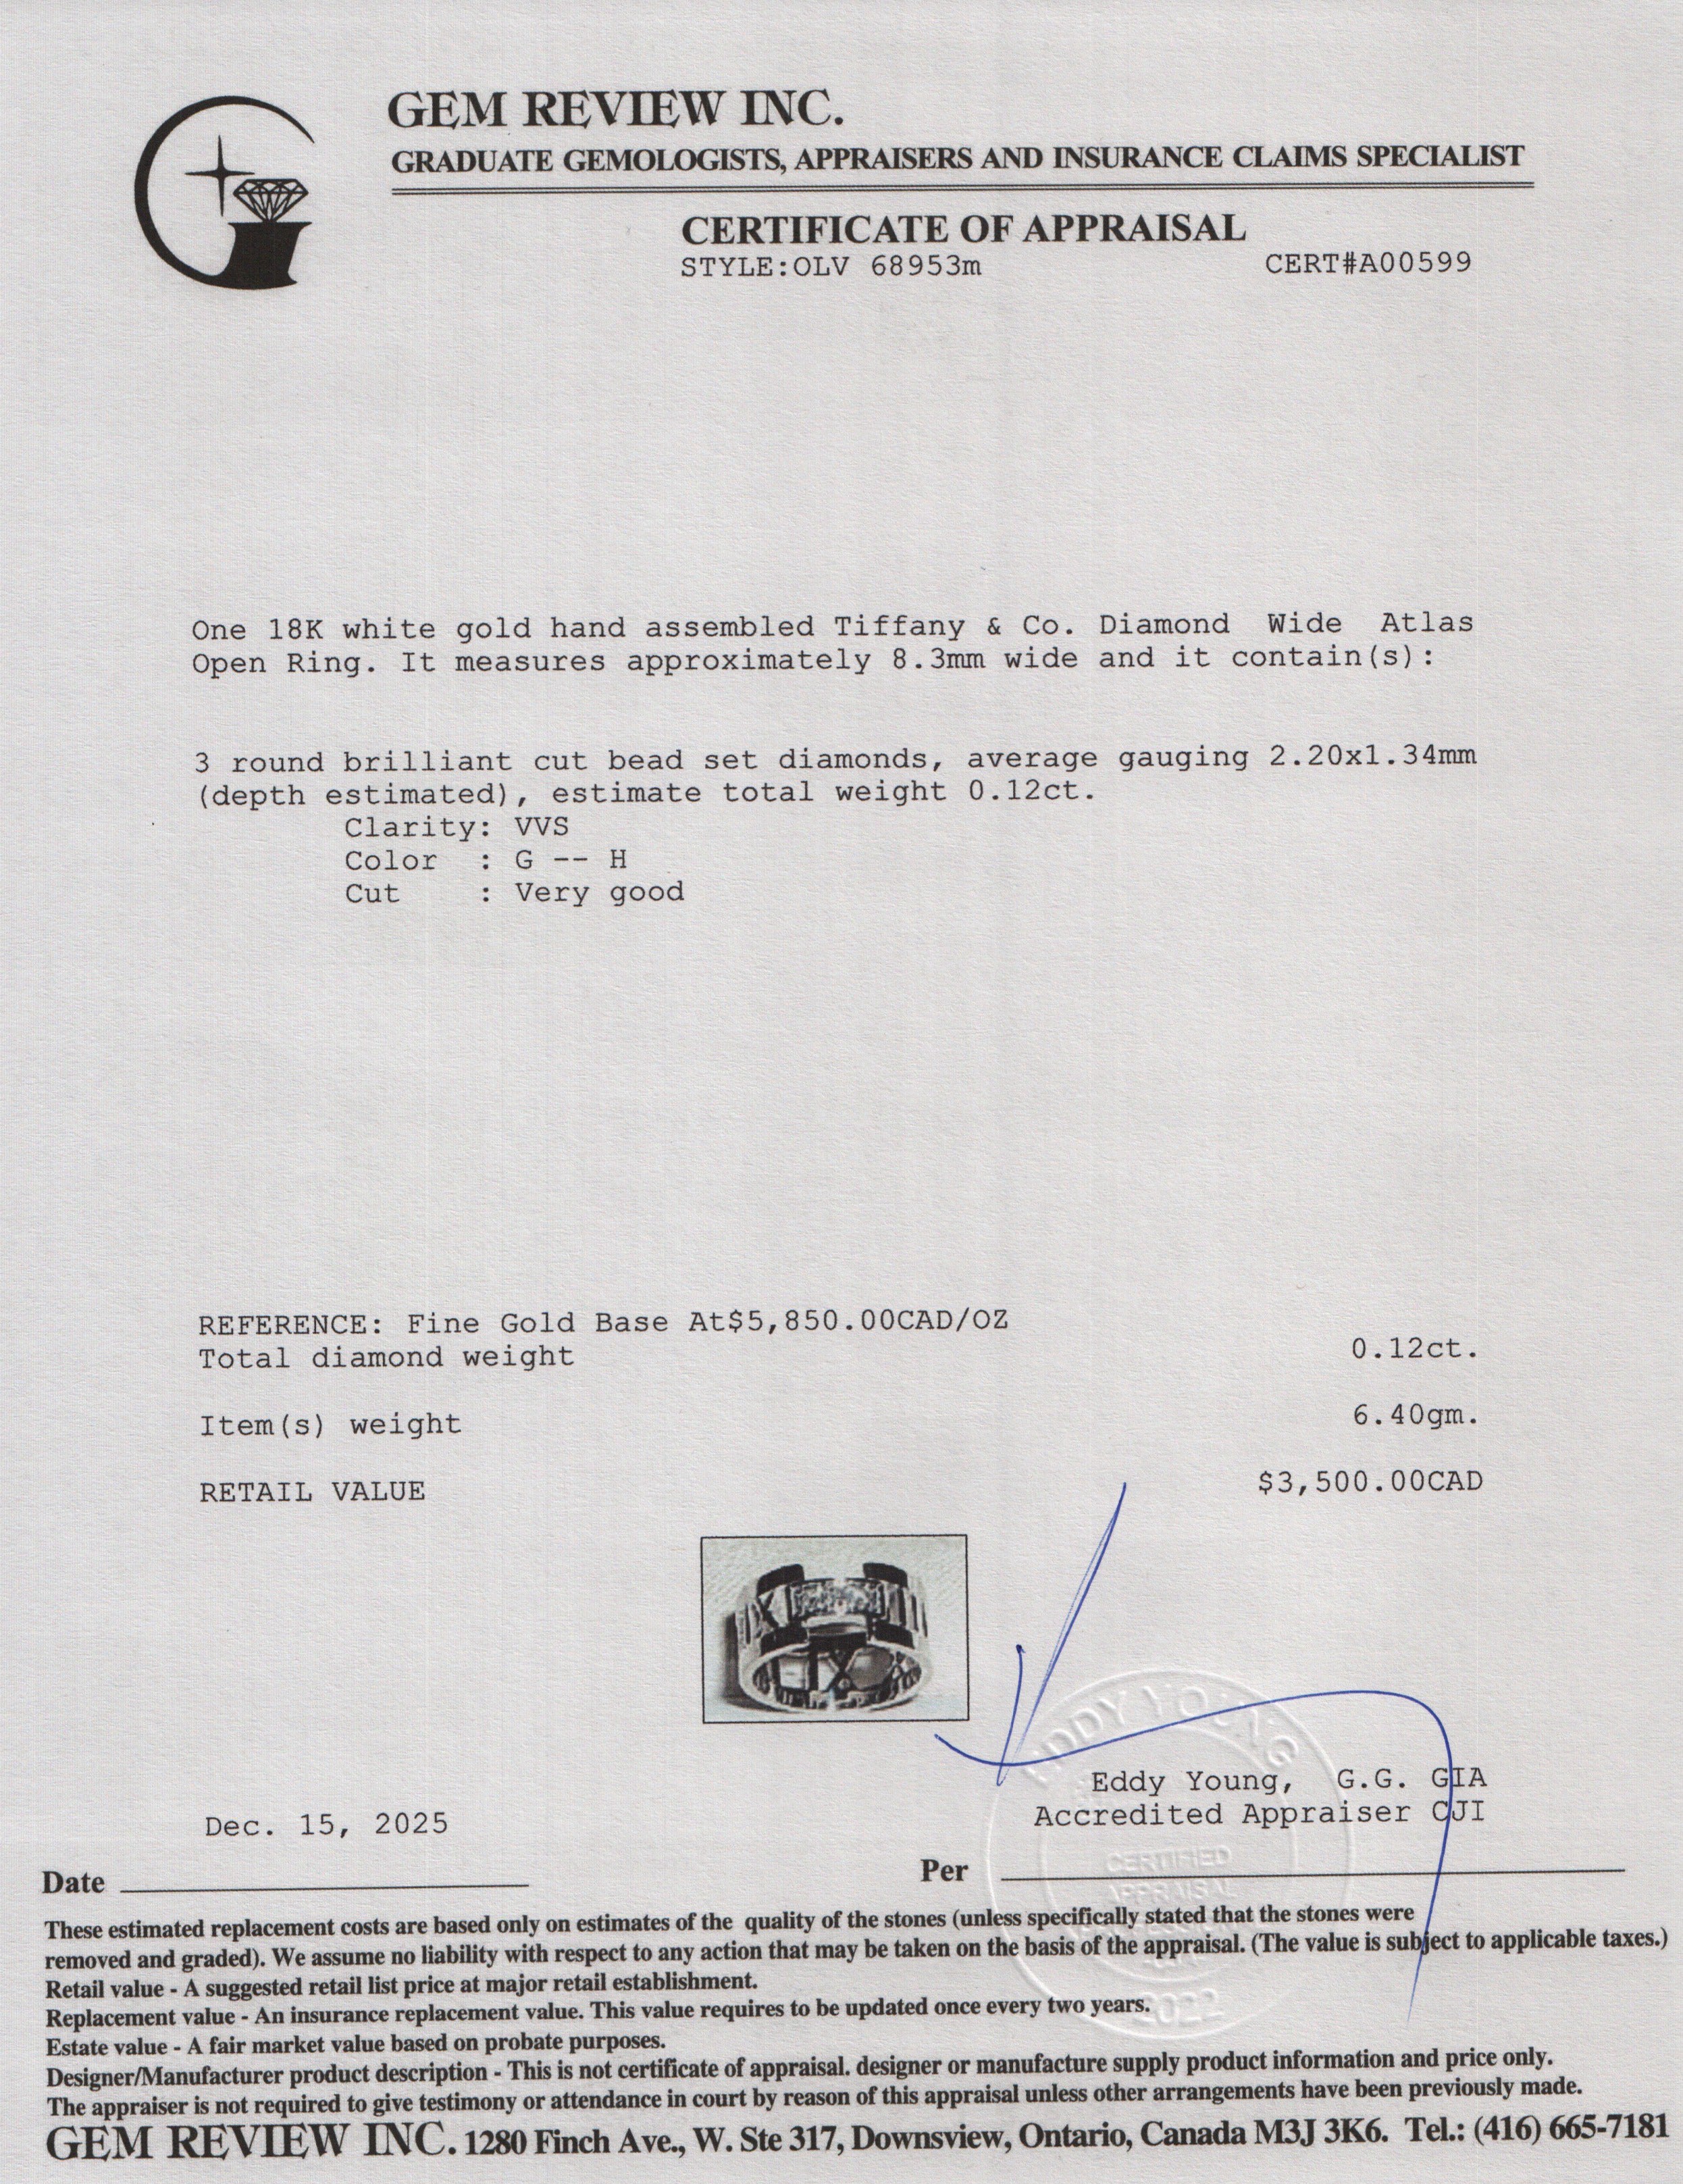 GEM REVIEW INC.
GRADUATE GEMOLOGISTS, APPRAISERS AND INSURANCE CLAIMS SPECIALIST
CERTIFICATE OF APPRAISAL
STYLE:OLV 68953m CERT#A00599
One 18K white gold hand assembled Tiffany & Co. Diamond Wide Atlas
Open Ring. It measures approximately 8.3mm wide and it contain(s):
3 round brilliant cut bead set diamonds, average gauging 2.20x1.34mm
(depth estimated), estimate total weight 0.12ct.
Clarity: VVS
Color : G -- H
Cut : Very good
REFERENCE: Fine Gold Base At$5,850.00CAD/OZ
Total diamond weight 0.12ct.
Item(s) weight 6.40gm.
RETAIL VALUE $3,500.00CAD
EDDY YOUNG
Eddy Young, G.G. GIA
Accredited Appraiser CJI
Dec. 15, 2025
CERTIFIED
APPRAISAL
Date Per
2022
These estimated replacement costs are based only on estimates of the quality of the stones (unless specifically stated that the stones were
removed and graded). We assume no liability with respect to any action that may be taken on the basis of the appraisal. (The value is subject to applicable taxes.)
Retail value - A suggested retail list price at major retail establishment.
Replacement value - An insurance replacement value. This value requires to be updated once every two years.
Estate value - A fair market value based on probate purposes.
Designer/Manufacturer product description - This is not certificate of appraisal. designer or manufacture supply product information and price only.
The appraiser is not required to give testimony or attendance in court by reason of this appraisal unless other arrangements have been previously made.
GEM REVIEW INC. 1280 Finch Ave., W. Ste 317, Downsview, Ontario, Canada M3J 3K6. Tel.: (416) 665-7181